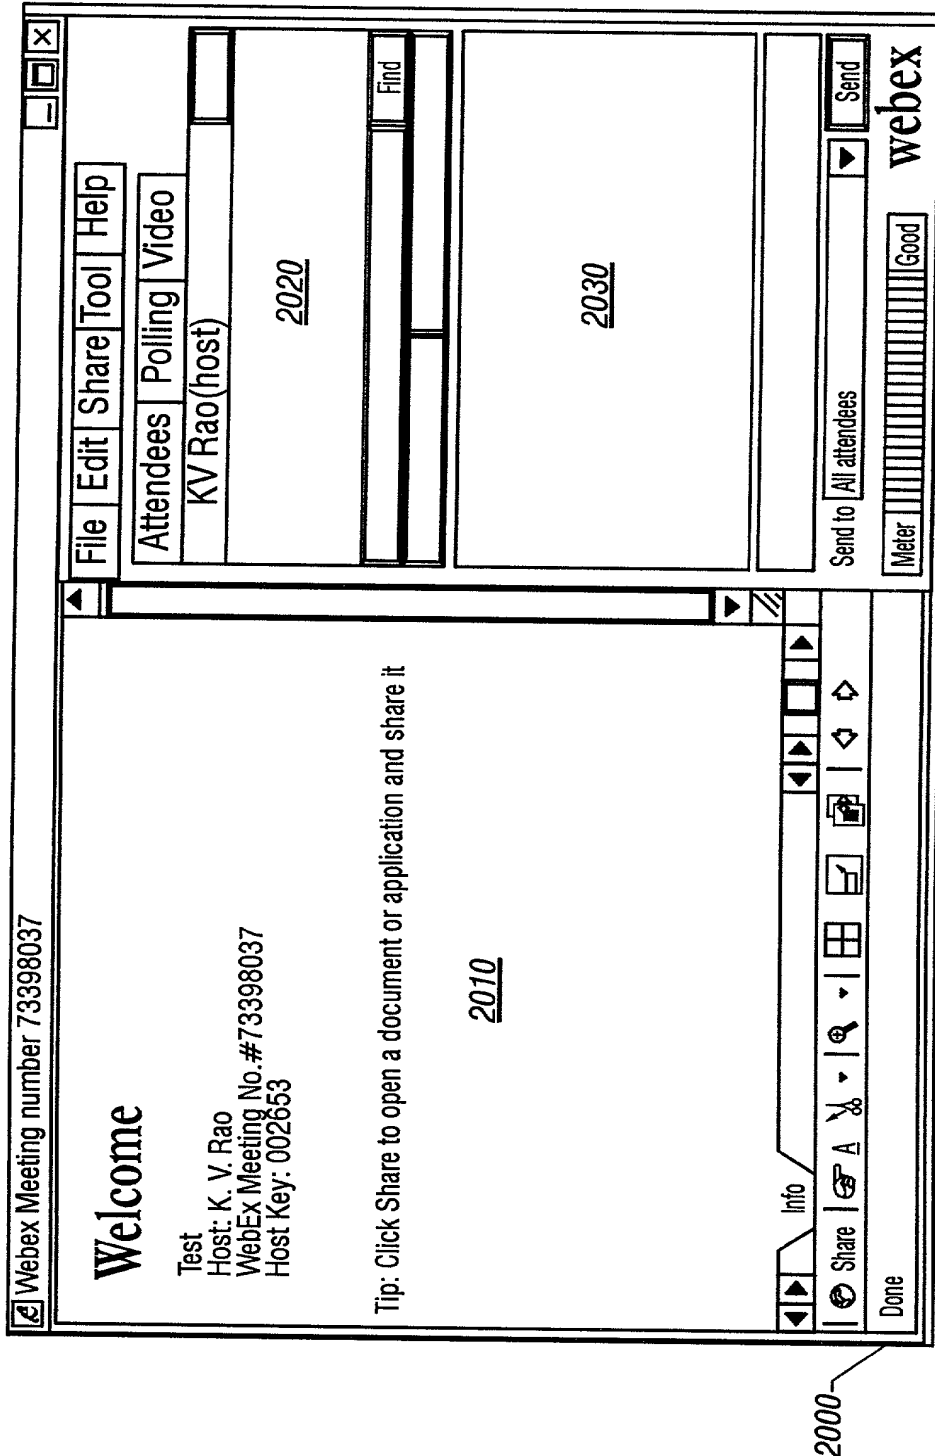 Webex Meeting number 73398037
File Edit Share Tool Help
Attendees Polling Video
KV Rao(host)
2020
Find
2030
Send to All attendees Send
Meter Good webex
Welcome
Test
Host: K. V. Rao
WebEx Meeting No.#73398037
Host Key: 002653
Tip: Click Share to open a document or application and share it
2010
Info
Share A
Done
2000